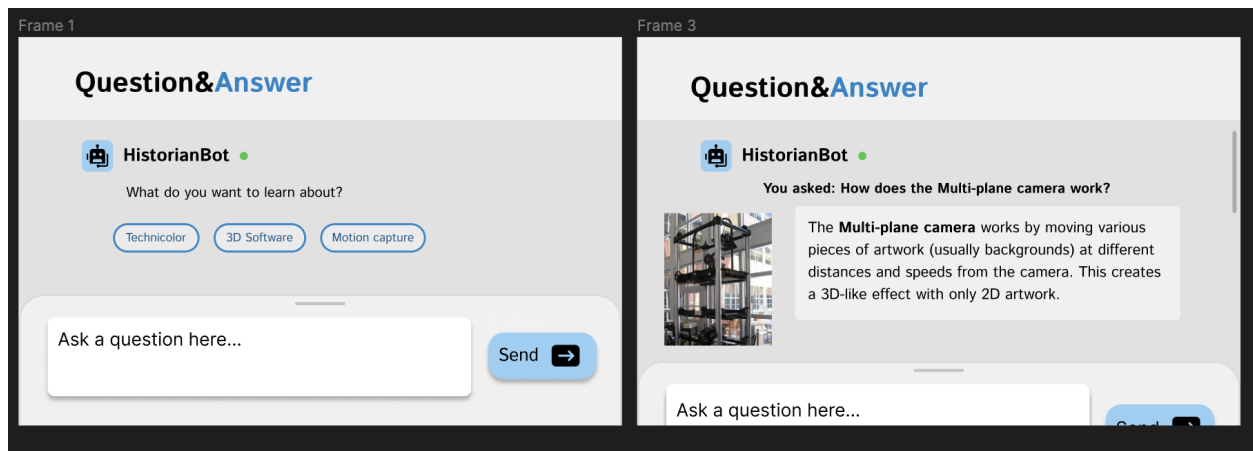 Frame 1
Question&Answer
HistorianBot
What do you want to learn about?
Technicolor
3D Software
Motion capture
Ask a question here...
Send
Frame 3
Question&Answer
HistorianBot
You asked: How does the Multi-plane camera work?
The Multi-plane camera works by moving various
pieces of artwork (usually backgrounds) at different
distances and speeds from the camera. This creates
a 3D-like effect with only 2D artwork.
Ask a question here...
Send